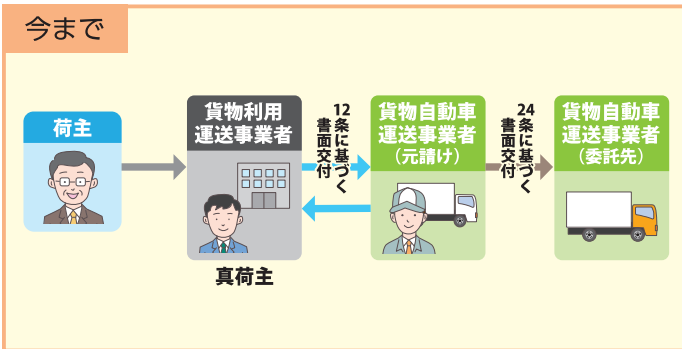 今まで
荷主
貨物利用
運送事業者
真荷主
12条に基づく
書面交付
貨物自動車
運送事業者
(元請け)
24条に基づく
書面交付
貨物自動車
運送事業者
(委託先)